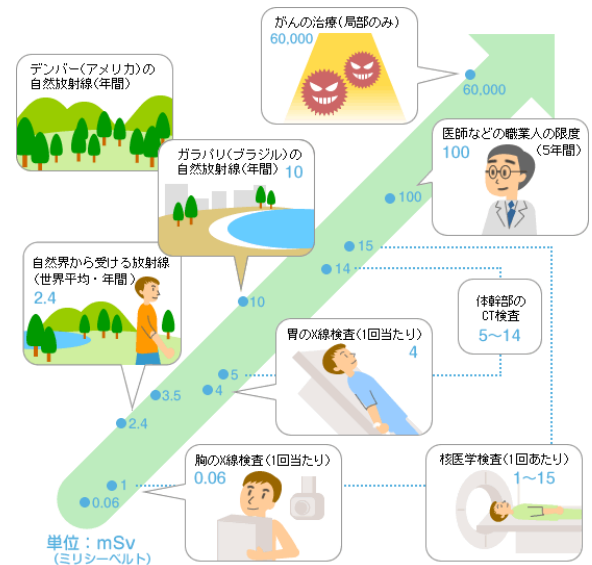 がんの治療(局部のみ)
60,000
60,000
デンバー(アメリカ)の
自然放射線(年間)
医師などの職業人の限度
100
(5年間)
100
ガラパリ(ブラジル)の
自然放射線(年間) 10
15
14
10
自然界から受ける放射線
(世界平均・年間)
2.4
体幹部の
CT検査
5〜14
胃のX線検査(1回当たり)
4
5
4
3.5
2.4
胸のX線検査(1回当たり)
0.06
核医学検査(1回あたり)
1〜15
1
0.06
単位:mSv
(ミリシーベルト)